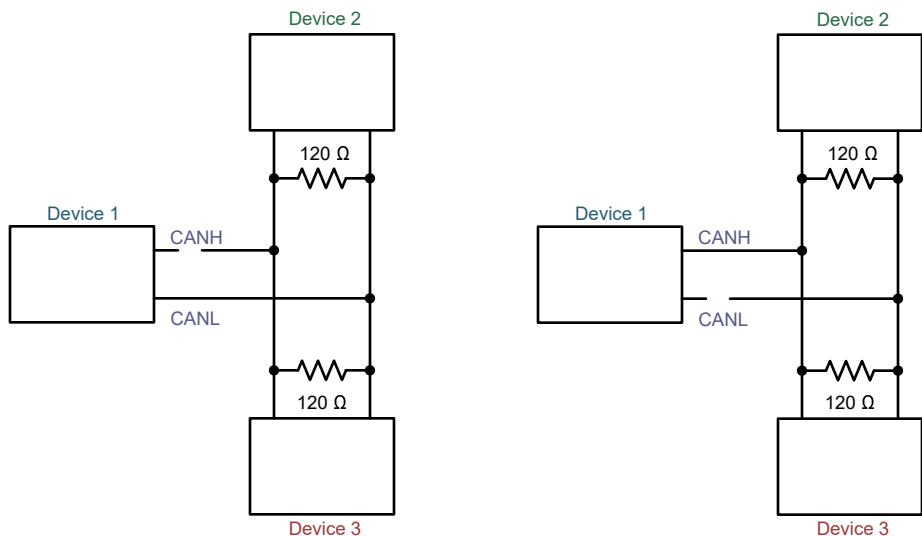 Device 2
120 Ω
Device 1
CANH
CANL
120 Ω
Device 3
Device 2
120 Ω
Device 1
CANH
CANL
120 Ω
Device 3